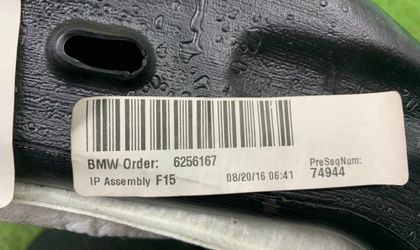 BMW Order: 6256167
IP Assembly F15 08/20/16 06:41
PreSeqNum:
74944